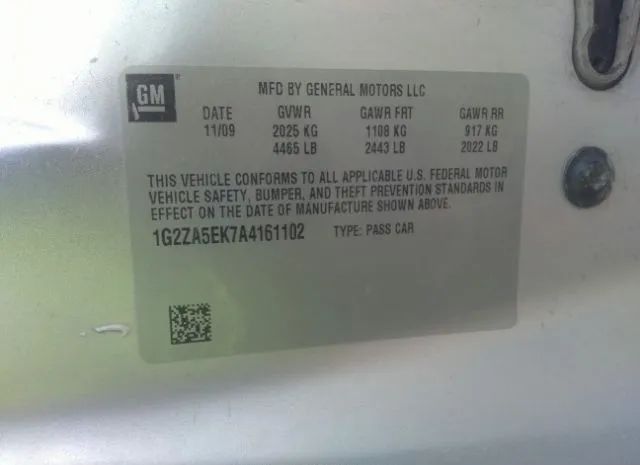 GM
MFD BY GENERAL MOTORS LLC
DATE GVWR GAWR FRT GAWR RR
11/09 2025 KG 1108 KG 917 KG
4465 LB 2443 LB 2022 LB
THIS VEHICLE CONFORMS TO ALL APPLICABLE U.S. FEDERAL MOTOR
VEHICLE SAFETY, BUMPER, AND THEFT PREVENTION STANDARDS IN
EFFECT ON THE DATE OF MANUFACTURE SHOWN ABOVE.
1G2ZA5EK7A4161102 TYPE: PASS CAR